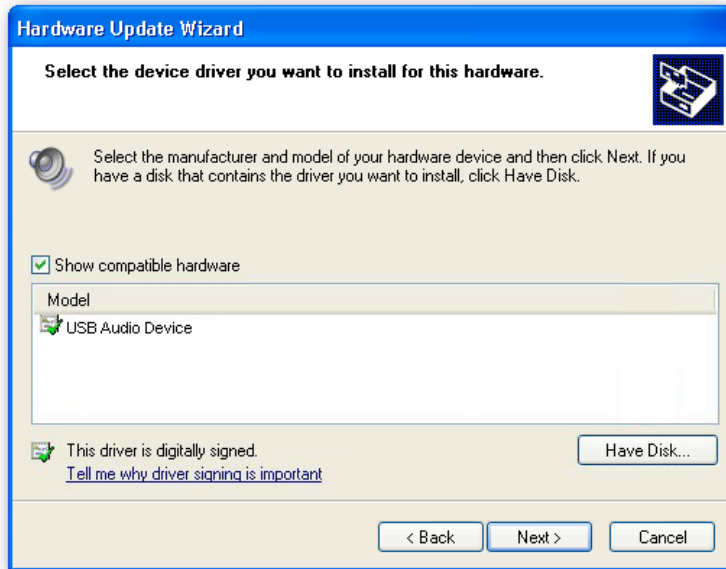 Hardware Update Wizard
Select the device driver you want to install for this hardware.
Select the manufacturer and model of your hardware device and then click Next. If you
have a disk that contains the driver you want to install, click Have Disk.
Show compatible hardware
Model
USB Audio Device
This driver is digitally signed.
Have Disk...
Tell me why driver signing is important
< Back
Next >
Cancel